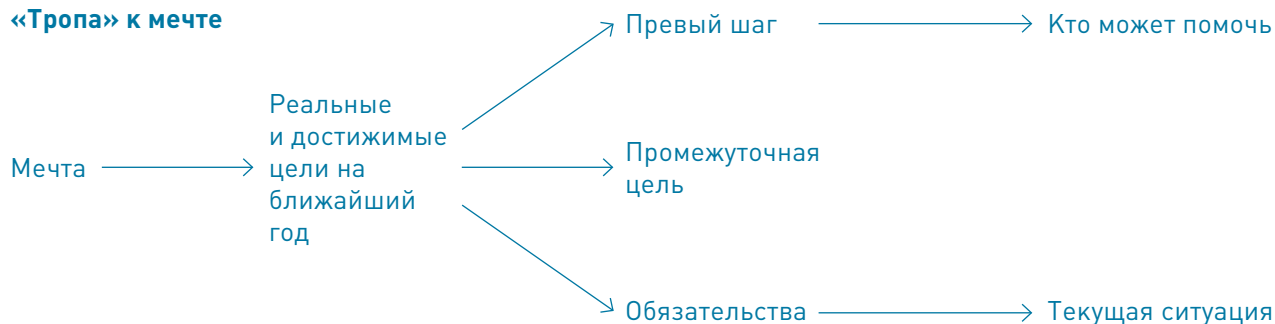 «Тропа» к мечте
Превый шаг
Кто может помочь
Реальные
и достижимые
цели на
ближайший
год
Мечта
Промежуточная
цель
Обязательства
Текущая ситуация